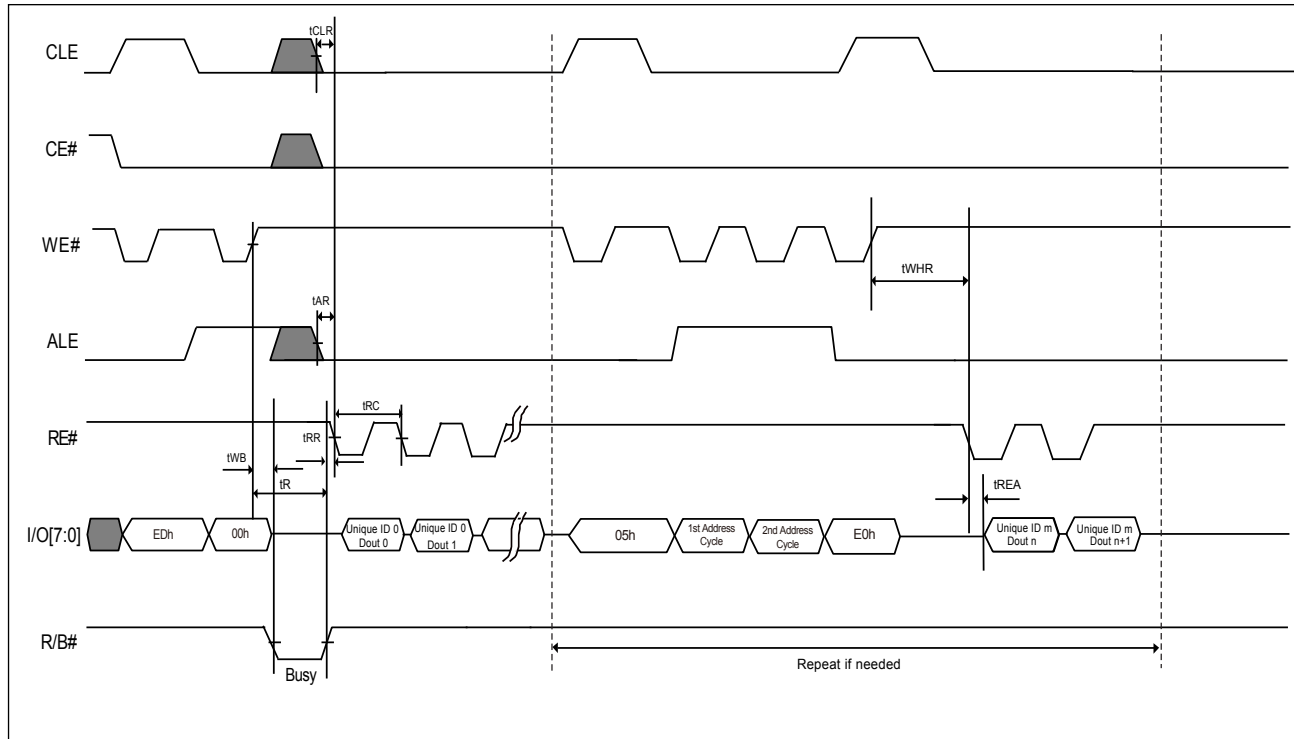 tCLR
CLE
CE#
WE#
tWHR
tAR
ALE
tRC
RE#
tRR
tWB
tR
tREA
I/O[7:0]
EDh
00h
Unique ID 0
Dout 0
Unique ID 0
Dout 1
05h
1st Address
Cycle
2nd Address
Cycle
E0h
Unique ID m
Dout n
Unique ID m
Dout n+1
R/B#
Busy
Repeat if needed